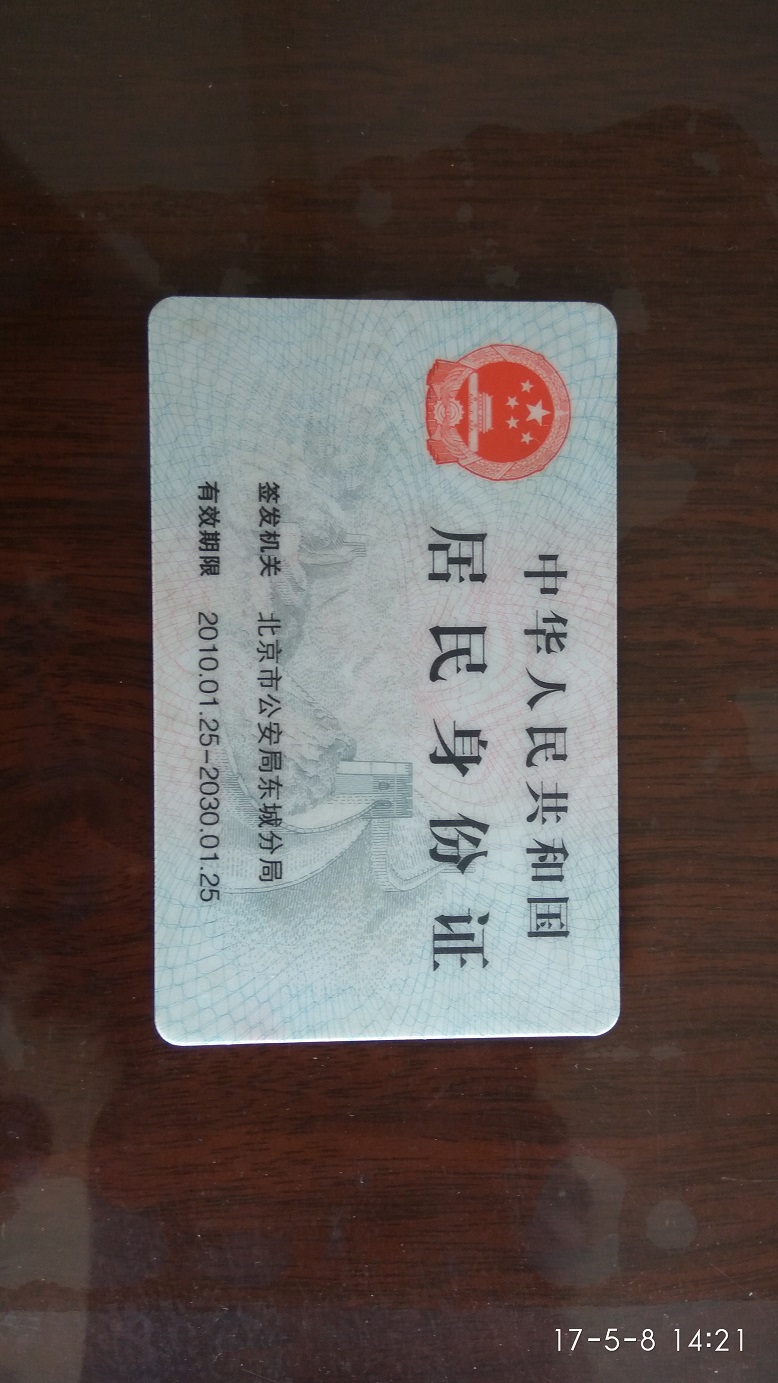 中华人民共和国
居民身份证
签发机关 北京市公安局东城分局
有效期限 2010.01.25-2030.01.25
17-5-8 14:21